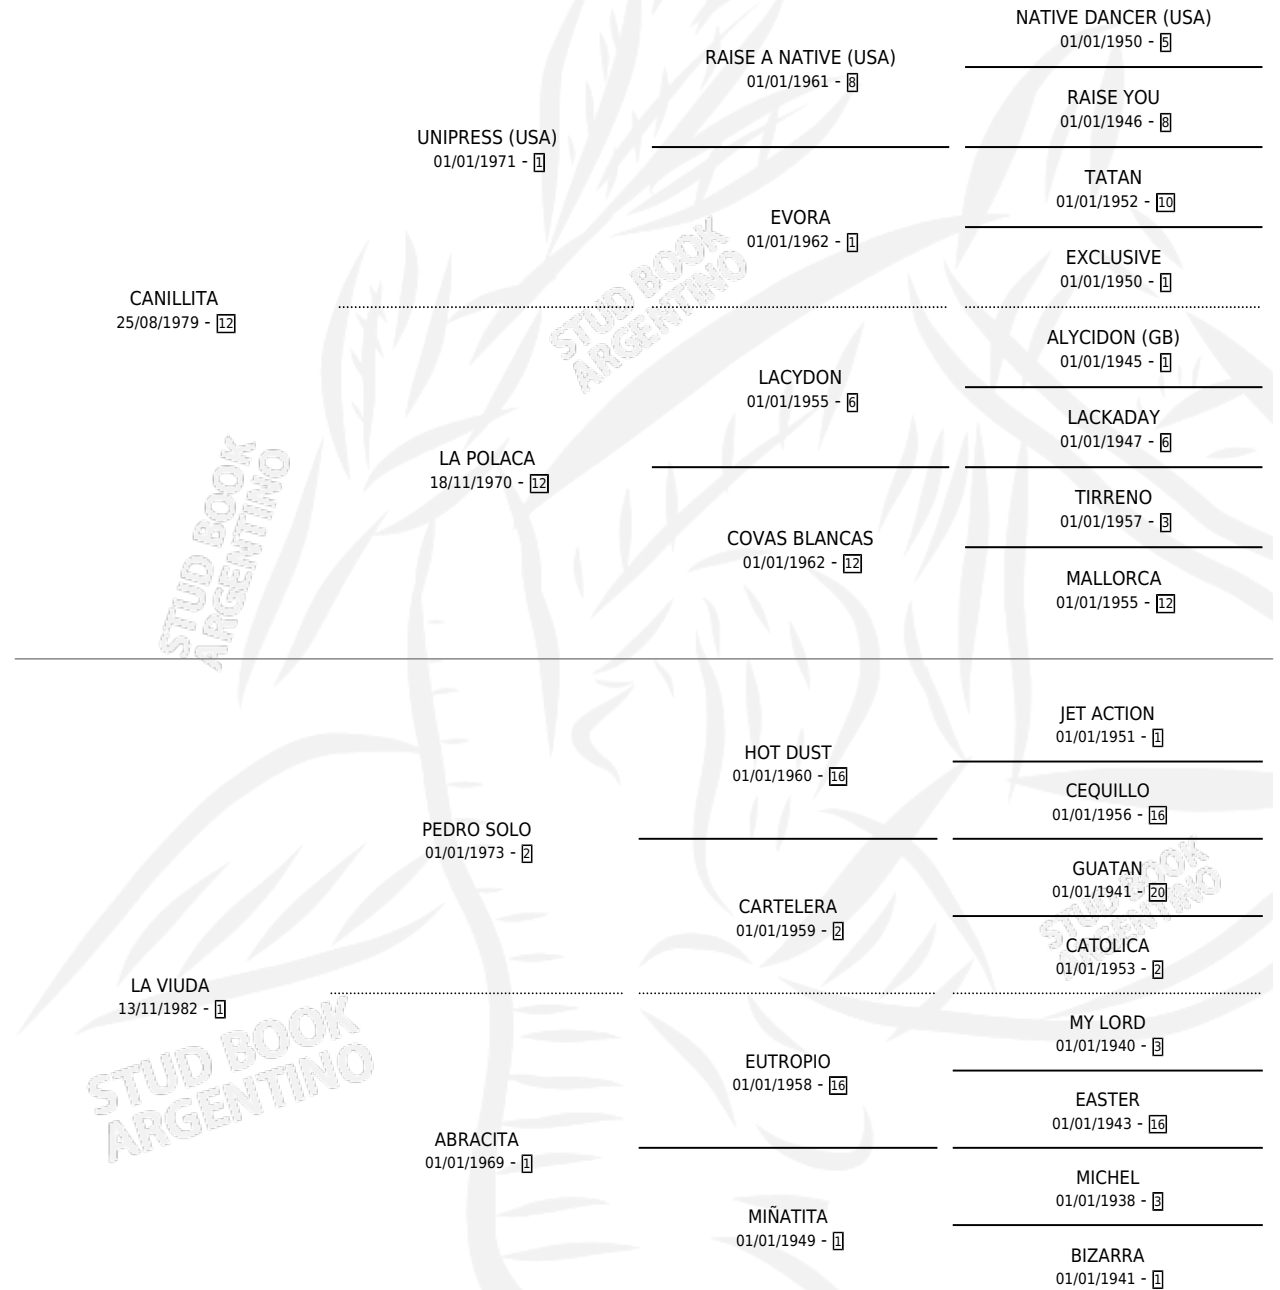 NATIVE DANCER (USA)
01/01/1950 - 5
RAISE A NATIVE (USA)
01/01/1961 - 8
RAISE YOU
01/01/1946 - 8
UNIPRESS (USA)
01/01/1971 - 1
TATAN
01/01/1952 - 10
EVORA
01/01/1962 - 1
EXCLUSIVE
01/01/1950 - 1
CANILLITA
25/08/1979 - 12
STUD BOOK
ARGENTINO
ALYCIDON (GB)
01/01/1945 - 1
LACYDON
01/01/1955 - 6
LACKADAY
01/01/1947 - 6
LA POLACA
18/11/1970 - 12
STUD BOOK
ARGENTINO
TIRRENO
01/01/1957 - 3
COVAS BLANCAS
01/01/1962 - 12
MALLORCA
01/01/1955 - 12
JET ACTION
01/01/1951 - 1
HOT DUST
01/01/1960 - 16
CEQUILLO
01/01/1956 - 16
PEDRO SOLO
01/01/1973 - 2
GUATAN
01/01/1941 - 20
STUD BOOK
ARGENTINO
CARTELERA
01/01/1959 - 2
CATOLICA
01/01/1953 - 2
LA VIUDA
13/11/1982 - 1
STUD BOOK
ARGENTINO
MY LORD
01/01/1940 - 3
EUTROPIO
01/01/1958 - 16
EASTER
01/01/1943 - 16
ABRACITA
01/01/1969 - 1
MICHEL
01/01/1938 - 3
MIÑATITA
01/01/1949 - 1
BIZARRA
01/01/1941 - 1